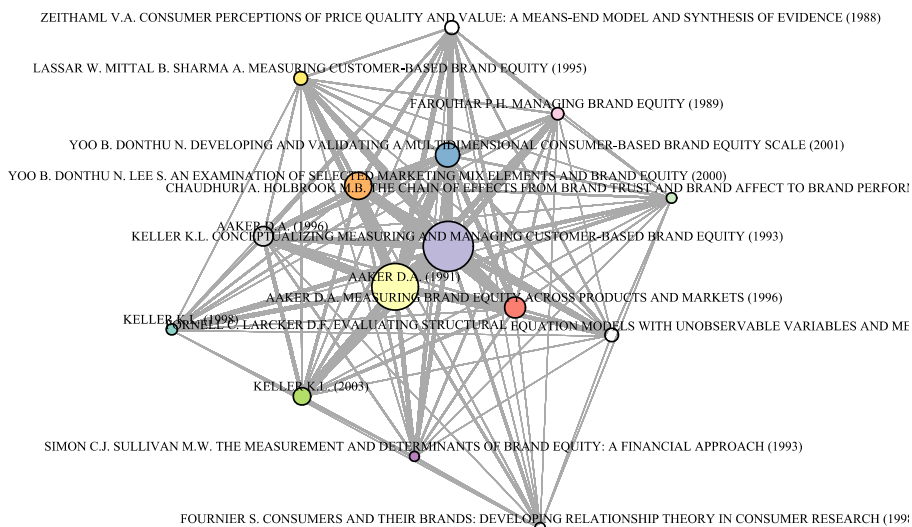 ZEITHAML V.A. CONSUMER PERCEPTIONS OF PRICE QUALITY AND VALUE: A MEANS-END MODEL AND SYNTHESIS OF EVIDENCE (1988)
LASSAR W. MITTAL B. SHARMA A. MEASURING CUSTOMER-BASED BRAND EQUITY (1995)
FARQUHAR P.H. MANAGING BRAND EQUITY (1989)
YOO B. DONTHU N. DEVELOPING AND VALIDATING A MULTIDIMENSIONAL CONSUMER-BASED BRAND EQUITY SCALE (2001)
YOO B. DONTHU N. LEE S. AN EXAMINATION OF SELECTED MARKETING MIX ELEMENTS AND BRAND EQUITY (2000)
CHAUDHURI A. HOLBROOK M.B. THE CHAIN OF EFFECTS FROM BRAND TRUST AND BRAND AFFECT TO BRAND PERFOR
AAKER D.A. (1996)
KELLER K.L. CONCEPTUALIZING MEASURING AND MANAGING CUSTOMER-BASED BRAND EQUITY (1993)
AAKER D.A. (1991)
AAKER D.A. MEASURING BRAND EQUITY ACROSS PRODUCTS AND MARKETS (1996)
KELLER K.L. (1998)
LARCKER D.F. EVALUATING STRUCTURAL EQUATION MODELS WITH UNOBSERVABLE VARIABLES AND ME
KELLER K.L. (2003)
SIMON C.J. SULLIVAN M.W. THE MEASUREMENT AND DETERMINANTS OF BRAND EQUITY: A FINANCIAL APPROACH (1993)
FOURNIER S. CONSUMERS AND THEIR BRANDS: DEVELOPING RELATIONSHIP THEORY IN CONSUMER RESEARCH (199